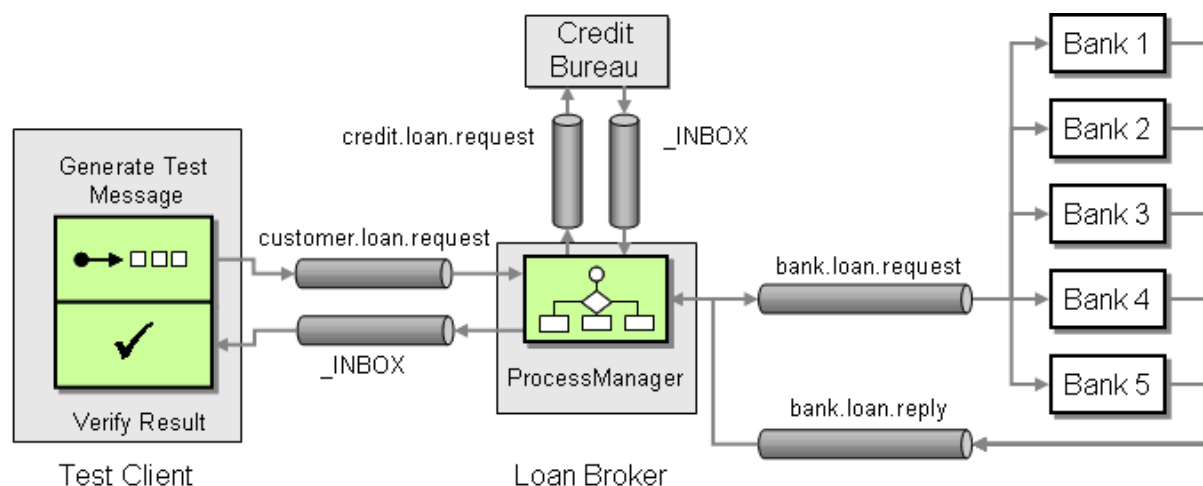 Credit
Bureau
Bank 1
Bank 2
Bank 3
Bank 4
Bank 5
credit.loan.request
_INBOX
Generate Test
Message
customer.loan.request
bank.loan.request
_INBOX
ProcessManager
bank.loan.reply
Verify Result
Test Client
Loan Broker